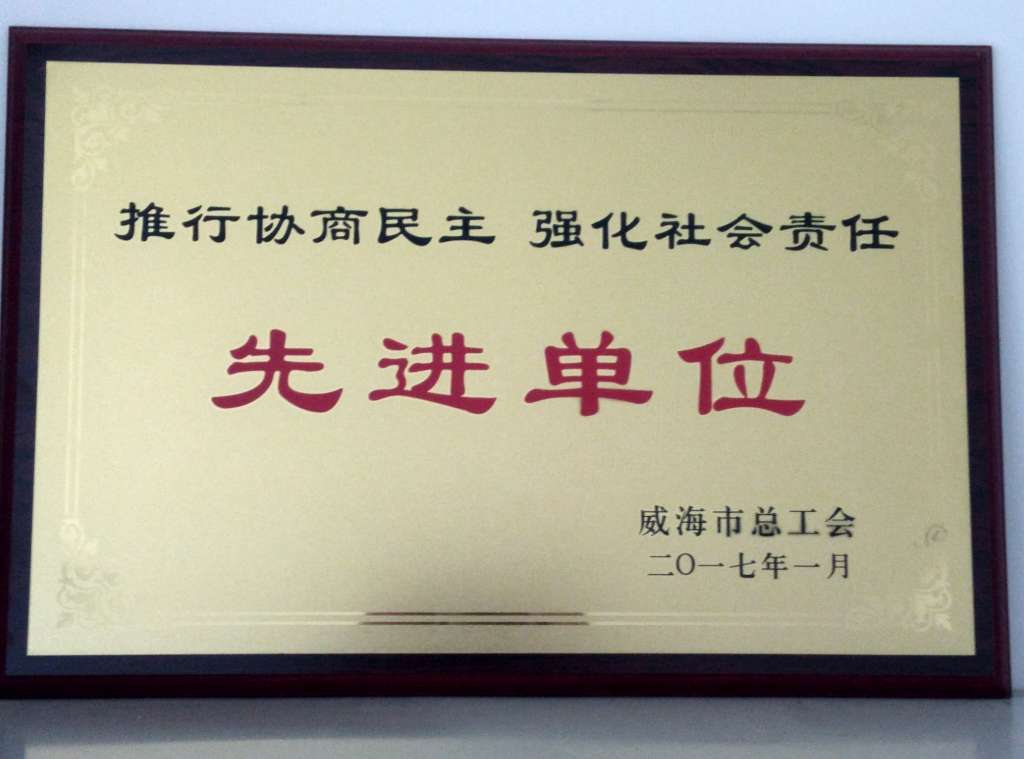 推行协商民主 强化社会责任
先进单位
威海市总工会
二〇一七年一月